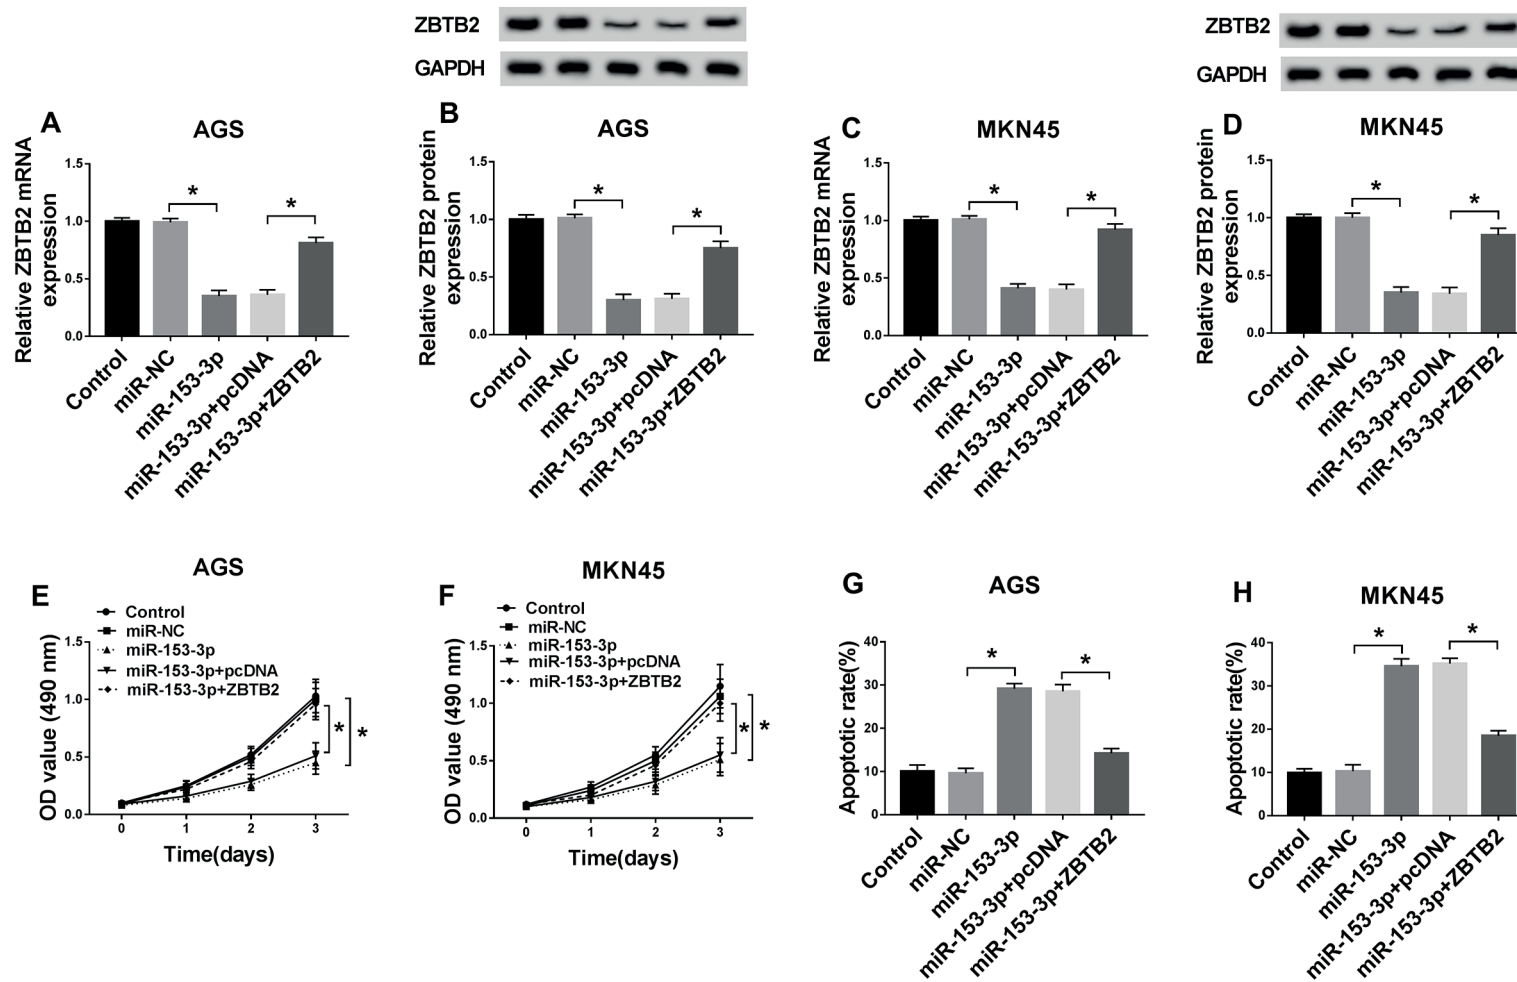 ZBTB2
GAPDH
ZBTB2
GAPDH
A
AGS
Relative ZBTB2 mRNA
expression
1.5
1.0
0.5
0.0
*
*
Control
miR-NC
miR-153-3p
miR-153-3p+pcDNA
miR-153-3p+ZBTB2
B
AGS
Relative ZBTB2 protein
expression
1.5
1.0
0.5
0.0
*
*
Control
miR-NC
miR-153-3p
miR-153-3p+pcDNA
miR-153-3p+ZBTB2
C
MKN45
Relative ZBTB2 mRNA
expression
1.5
1.0
0.5
0.0
*
*
Control
miR-NC
miR-153-3p
miR-153-3p+pcDNA
miR-153-3p+ZBTB2
D
MKN45
Relative ZBTB2 protein
expression
1.5
1.0
0.5
0.0
*
*
Control
miR-NC
miR-153-3p
miR-153-3p+pcDNA
miR-153-3p+ZBTB2
E
AGS
Control
miR-NC
miR-153-3p
miR-153-3p+pcDNA
miR-153-3p+ZBTB2
OD value (490 nm)
1.5
1.0
0.5
0.0
*
*
0 1 2 3
Time(days)
F
MKN45
Control
miR-NC
miR-153-3p
miR-153-3p+pcDNA
miR-153-3p+ZBTB2
OD value (490 nm)
1.5
1.0
0.5
0.0
*
*
0 1 2 3
Time(days)
G
AGS
Apoptotic rate(%)
40
30
20
10
0
*
*
Control
miR-NC
miR-153-3p
miR-153-3p+pcDNA
miR-153-3p+ZBTB2
H
MKN45
Apoptotic rate(%)
40
30
20
10
0
*
*
Control
miR-NC
miR-153-3p
miR-153-3p+pcDNA
miR-153-3p+ZBTB2